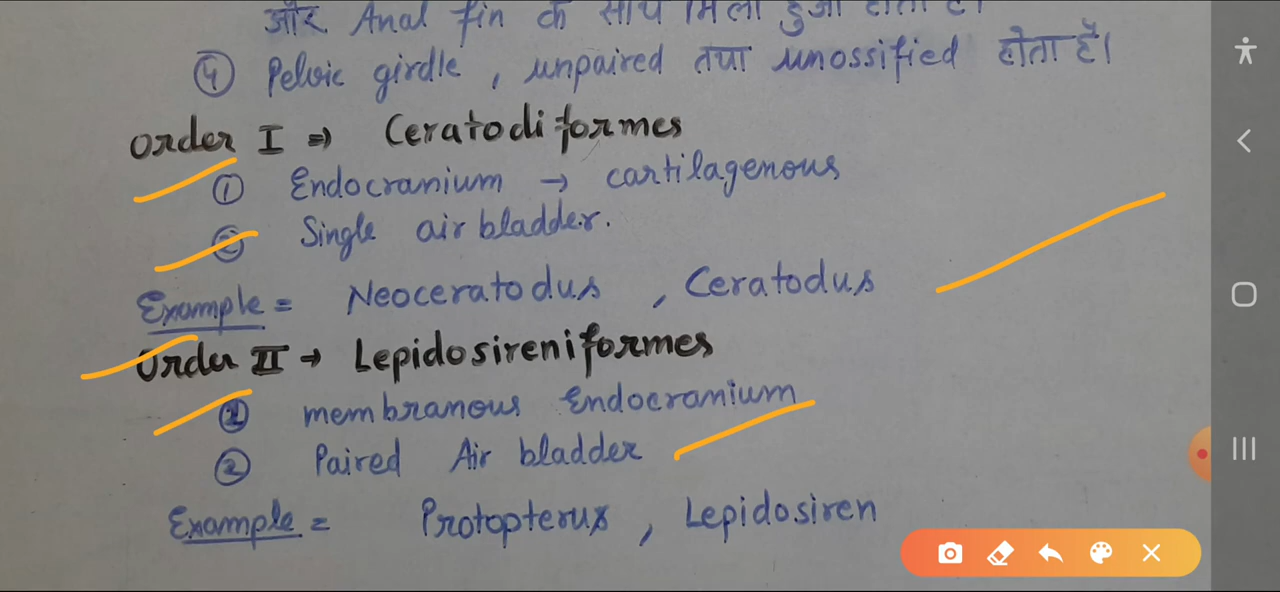 और Anal fin के साथ मिला हुआ होता है।
④ Pelvic girdle , unpaired तथा unossified होता है।
order I ⇒ Ceratodiformes
① Endocranium → cartilagenous
② Single air bladder.
Example = Neoceratodus , Ceratodus
Order II → Lepidosireniformes
① membranous Endocranium
② Paired Air bladder
Example = Protopterus , Lepidosiren